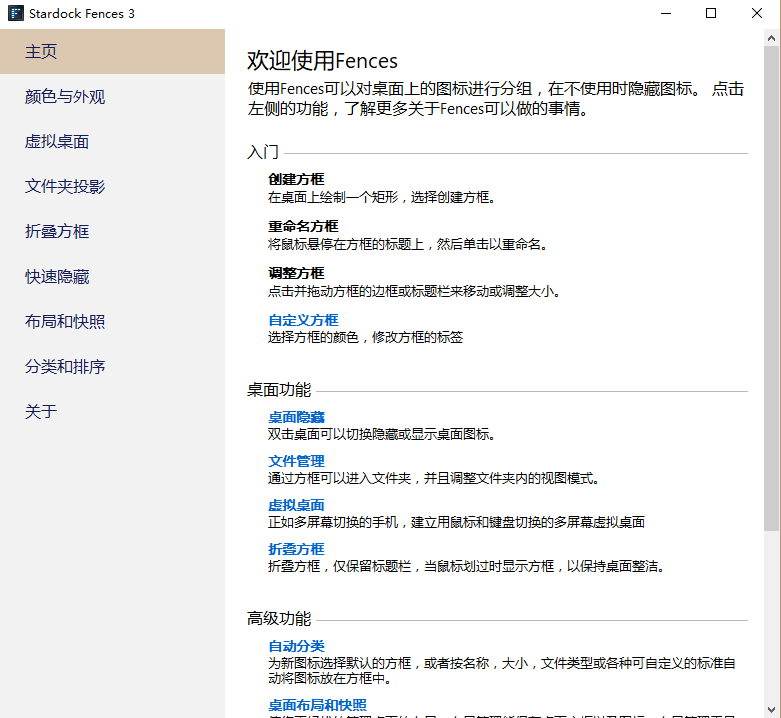 Stardock Fences 3
主页
颜色与外观
虚拟桌面
文件夹投影
折叠方框
快速隐藏
布局和快照
分类和排序
关于
欢迎使用Fences
使用Fences可以对桌面上的图标进行分组，在不使用时隐藏图标。 点击
左侧的功能，了解更多关于Fences可以做的事情。
入门
创建方框
在桌面上绘制一个矩形，选择创建方框。
重命名方框
将鼠标悬停在方框的标题上，然后单击以重命名。
调整方框
点击并拖动方框的边框或标题栏来移动或调整大小。
自定义方框
选择方框的颜色，修改方框的标签
桌面功能
桌面隐藏
双击桌面可以切换隐藏或显示桌面图标。
文件管理
通过方框可以进入文件夹，并且调整文件夹内的视图模式。
虚拟桌面
正如多屏幕切换的手机，建立用鼠标和键盘切换的多屏幕虚拟桌面
折叠方框
折叠方框，仅保留标题栏，当鼠标划过时显示方框，以保持桌面整洁。
高级功能
自动分类
为新图标选择默认的方框，或者按名称，大小，文件类型或各种可自定义的标准自
动将图标放在方框中。
桌面布局和快照